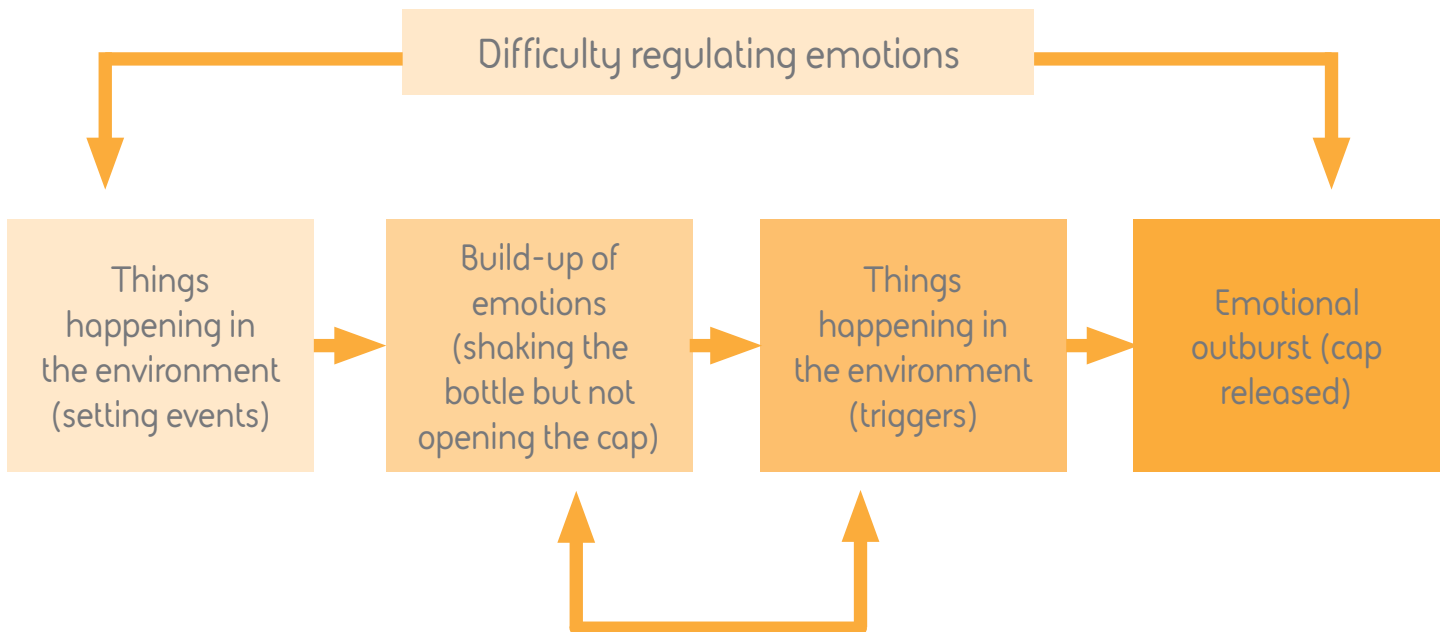 Difficulty regulating emotions
Things
happening in
the environment
(setting events)
Build-up of
emotions
(shaking the
bottle but not
opening the cap)
Things
happening in
the environment
(triggers)
Emotional
outburst (cap
released)